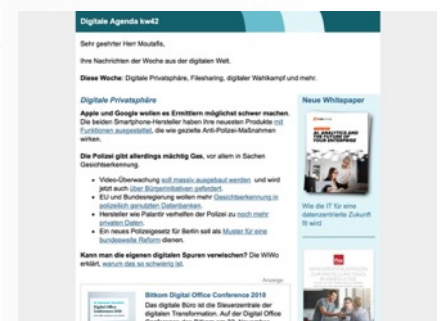 Digitale Agenda kw42
Sehr geehrter Herr Moutafis,
Ihre Nachrichten der Woche aus der digitalen Welt.
Diese Woche: Digitale Privatsphäre, Filesharing, digitaler Wahlkampf und mehr.
Digitale Privatsphäre
Apple und Google wollen es Ermittlern möglichst schwer machen.
Die beiden Smartphone-Hersteller haben ihre neuesten Produkte mit
Funktionen ausgestattet, die wie gezielte Anti-Polizei-Maßnahmen
wirken.
Die Polizei gibt allerdings mächtig Gas, vor allem in Sachen
Gesichtserkennung.
• Video-Überwachung soll massiv ausgebaut werden und wird
jetzt auch über Bürgerinitiativen gefordert.
• EU und Bundesregierung wollen mehr Gesichtserkennung in
polizeilich genutzten Datenbanken.
• Hersteller wie Palantir verhelfen der Polizei zu noch mehr
privaten Daten.
• Ein neues Polizeigesetz für Berlin soll als Muster für eine
bundesweite Reform dienen.
Kann man die eigenen digitalen Spuren verwischen? Die WiWo
erklärt, warum das so schwierig ist.
Anzeige
Bitkom Digital Office Conference 2018
Das digitale Büro ist die Steuerzentrale der
digitalen Transformation. Auf der Digital Office
Neue Whitepaper
AI, ANALYTICS AND
THE FUTURE OF
YOUR ENTERPRISE
Wie die IT für eine
datenzentrierte Zukunft
fit wird